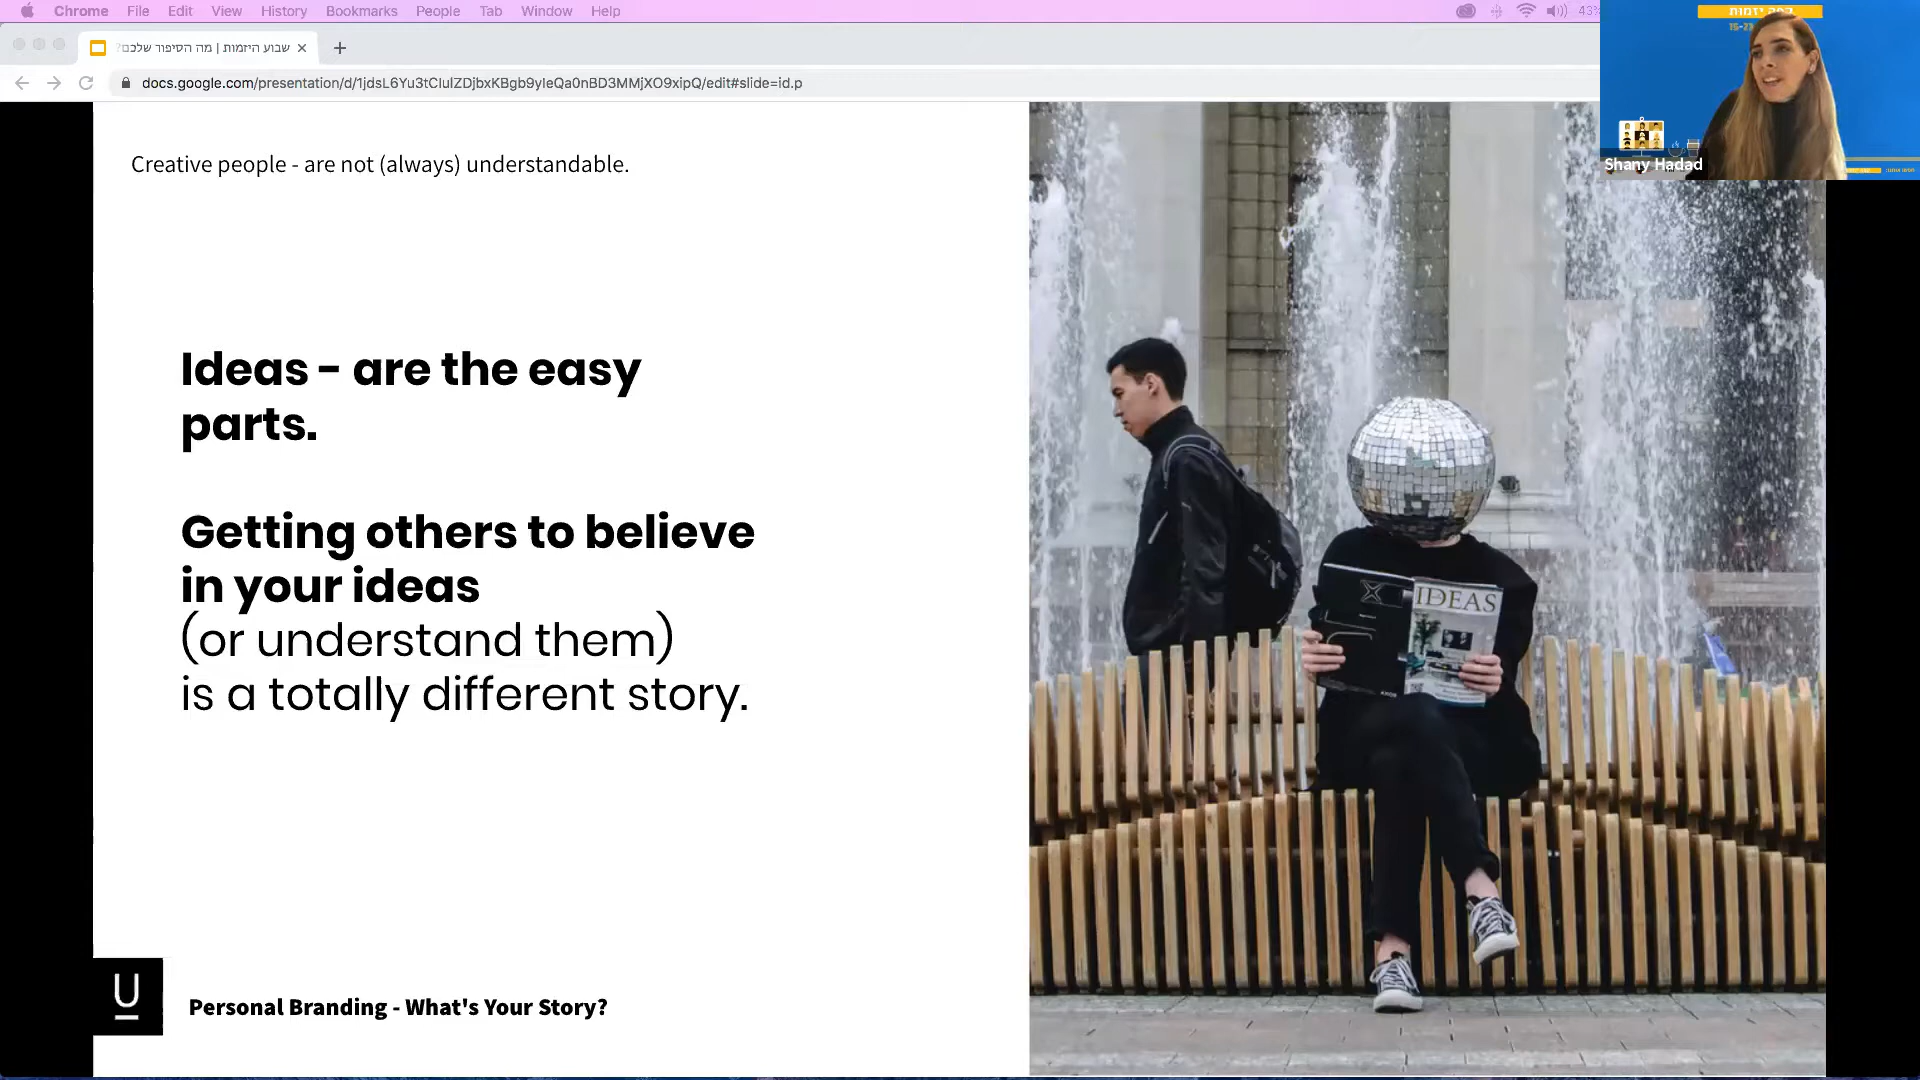 Chrome File Edit View History Bookmarks People Tab Window Help 43%
שבוע היזמות | מה הסיפור שלכם?
docs.google.com/presentation/d/1jdsL6Yu3tCIulZDjbxKBgb9yIeQa0nBD3MMjXO9xipQ/edit#slide=id.p
Shany Hadad
Creative people - are not (always) understandable.
Ideas - are the easy
parts.
Getting others to believe
in your ideas
(or understand them)
is a totally different story.
IDEAS
U
Personal Branding - What's Your Story?